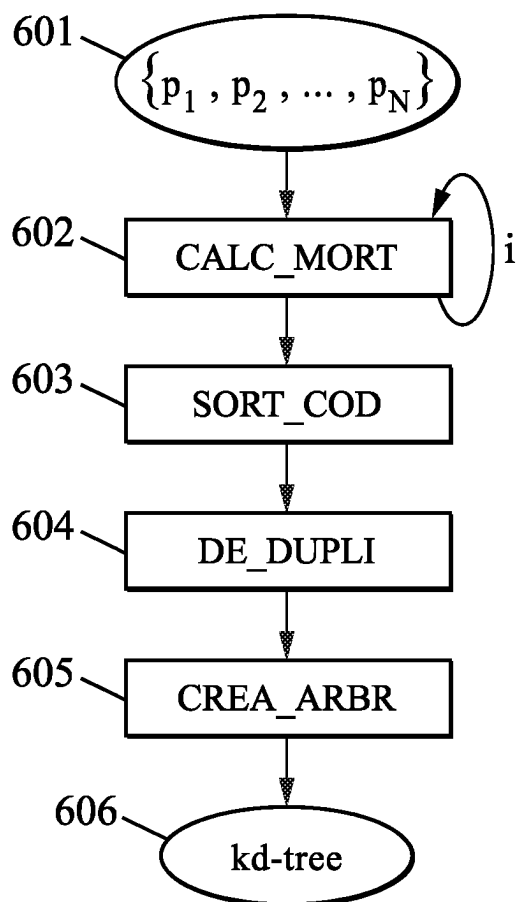 601
{p1 , p2 , ... , pN}
602
CALC_MORT
i
603
SORT_COD
604
DE_DUPLI
605
CREA_ARBR
606
kd-tree